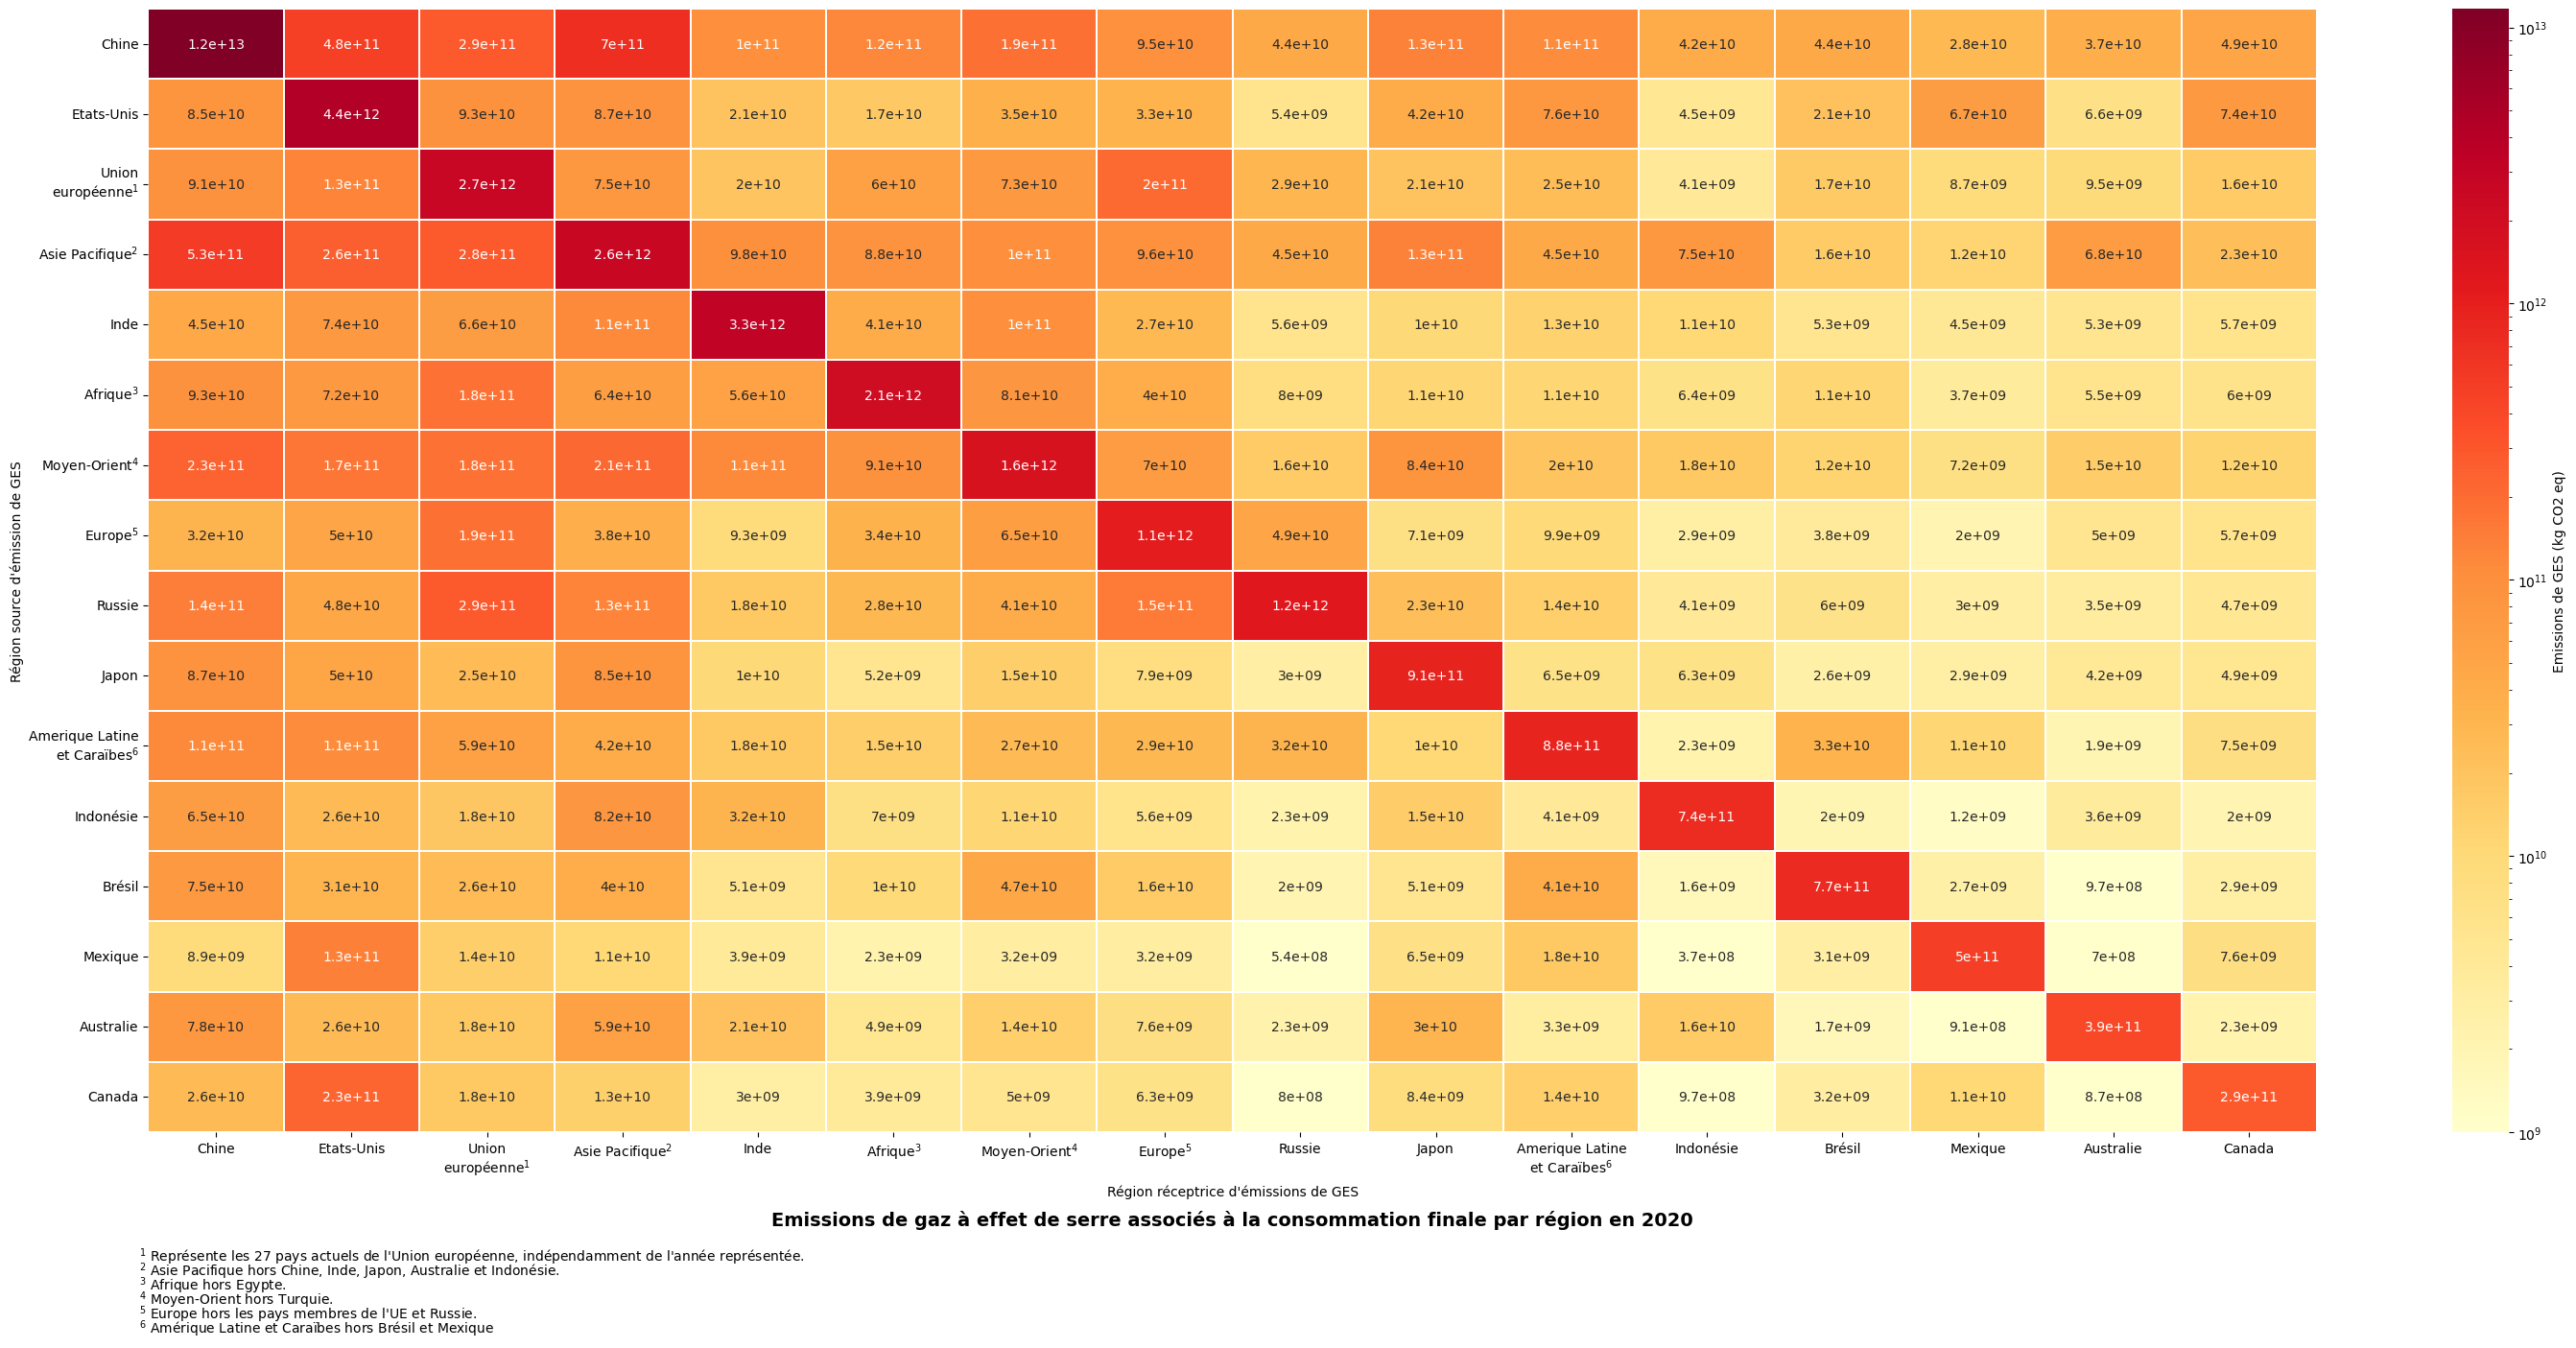 Chine 1.2e+13 4.8e+11 2.9e+11 7e+11 1e+11 1.2e+11 1.9e+11 9.5e+10 4.4e+10 1.3e+11 1.1e+11 4.2e+10 4.4e+10 2.8e+10 3.7e+10 4.9e+10
Etats-Unis 8.5e+10 4.4e+12 9.3e+10 8.7e+10 2.1e+10 1.7e+10 3.5e+10 3.3e+10 5.4e+09 4.2e+10 7.6e+10 4.5e+09 2.1e+10 6.7e+10 6.6e+09 7.4e+10
Union
européenne¹ 9.1e+10 1.3e+11 2.7e+12 7.5e+10 2e+10 6e+10 7.3e+10 2e+11 2.9e+10 2.1e+10 2.5e+10 4.1e+09 1.7e+10 8.7e+09 9.5e+09 1.6e+10
Asie Pacifique² 5.3e+11 2.6e+11 2.8e+11 2.6e+12 9.8e+10 8.8e+10 1e+11 9.6e+10 4.5e+10 1.3e+11 4.5e+10 7.5e+10 1.6e+10 1.2e+10 6.8e+10 2.3e+10
Inde 4.5e+10 7.4e+10 6.6e+10 1.1e+11 3.3e+12 4.1e+10 1e+11 2.7e+10 5.6e+09 1e+10 1.3e+10 1.1e+10 5.3e+09 4.5e+09 5.3e+09 5.7e+09
Afrique³ 9.3e+10 7.2e+10 1.8e+11 6.4e+10 5.6e+10 2.1e+12 8.1e+10 4e+10 8e+09 1.1e+10 1.1e+10 6.4e+09 1.1e+10 3.7e+09 5.5e+09 6e+09
Moyen-Orient⁴ 2.3e+11 1.7e+11 1.8e+11 2.1e+11 1.1e+11 9.1e+10 1.6e+12 7e+10 1.6e+10 8.4e+10 2e+10 1.8e+10 1.2e+10 7.2e+09 1.5e+10 1.2e+10
Europe⁵ 3.2e+10 5e+10 1.9e+11 3.8e+10 9.3e+09 3.4e+10 6.5e+10 1.1e+12 4.9e+10 7.1e+09 9.9e+09 2.9e+09 3.8e+09 2e+09 5e+09 5.7e+09
Russie 1.4e+11 4.8e+10 2.9e+11 1.3e+11 1.8e+10 2.8e+10 4.1e+10 1.5e+11 1.2e+12 2.3e+10 1.4e+10 4.1e+09 6e+09 3e+09 3.5e+09 4.7e+09
Japon 8.7e+10 5e+10 2.5e+10 8.5e+10 1e+10 5.2e+09 1.5e+10 7.9e+09 3e+09 9.1e+11 6.5e+09 6.3e+09 2.6e+09 2.9e+09 4.2e+09 4.9e+09
Amerique Latine
et Caraïbes⁶ 1.1e+11 1.1e+11 5.9e+10 4.2e+10 1.8e+10 1.5e+10 2.7e+10 2.9e+10 3.2e+10 1e+10 8.8e+11 2.3e+09 3.3e+10 1.1e+10 1.9e+09 7.5e+09
Indonésie 6.5e+10 2.6e+10 1.8e+10 8.2e+10 3.2e+10 7e+09 1.1e+10 5.6e+09 2.3e+09 1.5e+10 4.1e+09 7.4e+11 2e+09 1.2e+09 3.6e+09 2e+09
Brésil 7.5e+10 3.1e+10 2.6e+10 4e+10 5.1e+09 1e+10 4.7e+10 1.6e+10 2e+09 5.1e+09 4.1e+10 1.6e+09 7.7e+11 2.7e+09 9.7e+08 2.9e+09
Mexique 8.9e+09 1.3e+11 1.4e+10 1.1e+10 3.9e+09 2.3e+09 3.2e+09 3.2e+09 5.4e+08 6.5e+09 1.8e+10 3.7e+08 3.1e+09 5e+11 7e+08 7.6e+09
Australie 7.8e+10 2.6e+10 1.8e+10 5.9e+10 2.1e+10 4.9e+09 1.4e+10 7.6e+09 2.3e+09 3e+10 3.3e+09 1.6e+10 1.7e+09 9.1e+08 3.9e+11 2.3e+09
Canada 2.6e+10 2.3e+11 1.8e+10 1.3e+10 3e+09 3.9e+09 5e+09 6.3e+09 8e+08 8.4e+09 1.4e+10 9.7e+08 3.2e+09 1.1e+10 8.7e+08 2.9e+11
Chine Etats-Unis Union Asie Pacifique² Inde Afrique³ Moyen-Orient⁴ Europe⁵ Russie Japon Amerique Latine Indonésie Brésil Mexique Australie Canada
européenne¹ et Caraïbes⁶
Région source d'émission de GES
Région réceptrice d'émissions de GES
10¹³
10¹²
10¹¹
10¹⁰
10⁹
Emissions de GES (kg CO2 eq)
Emissions de gaz à effet de serre associés à la consommation finale par région en 2020
¹ Représente les 27 pays actuels de l'Union européenne, indépendamment de l'année représentée.
² Asie Pacifique hors Chine, Inde, Japon, Australie et Indonésie.
³ Afrique hors Egypte.
⁴ Moyen-Orient hors Turquie.
⁵ Europe hors les pays membres de l'UE et Russie.
⁶ Amérique Latine et Caraïbes hors Brésil et Mexique